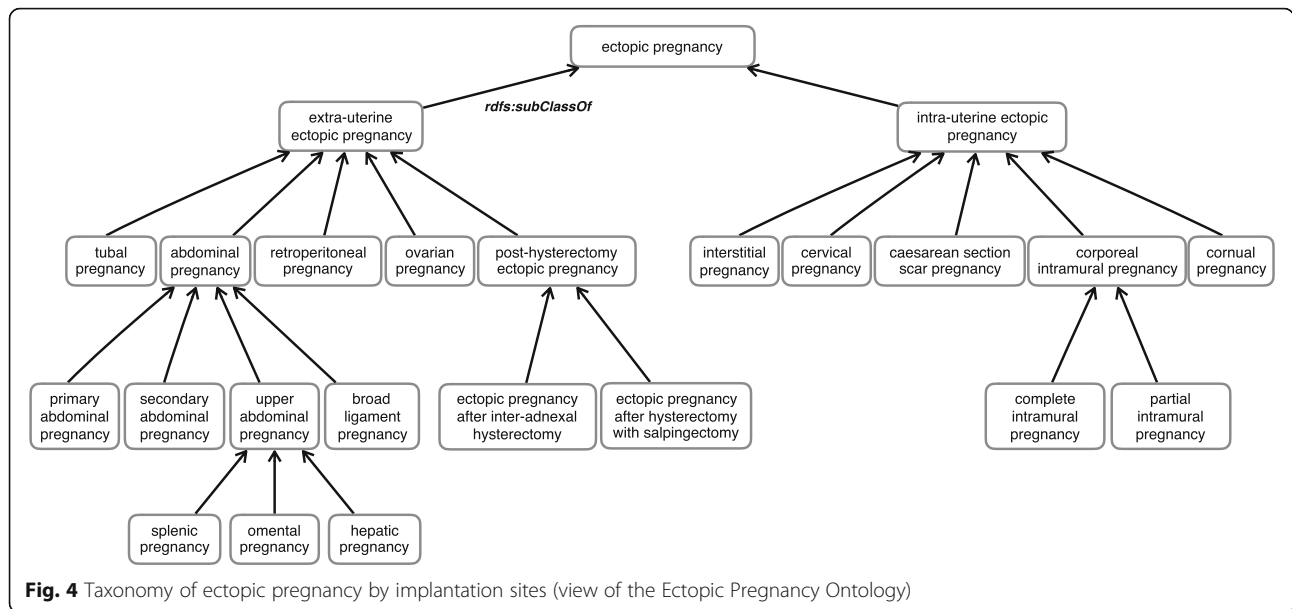 ectopic pregnancy
rdfs:subClassOf
extra-uterine
ectopic pregnancy
intra-uterine ectopic
pregnancy
tubal
pregnancy
abdominal
pregnancy
retroperitoneal
pregnancy
ovarian
pregnancy
post-hysterectomy
ectopic pregnancy
interstitial
pregnancy
cervical
pregnancy
caesarean section
scar pregnancy
corporeal
intramural pregnancy
cornual
pregnancy
primary
abdominal
pregnancy
secondary
abdominal
pregnancy
upper
abdominal
pregnancy
broad
ligament
pregnancy
ectopic pregnancy
after inter-adnexal
hysterectomy
ectopic pregnancy
after hysterectomy
with salpingectomy
complete
intramural
pregnancy
partial
intramural
pregnancy
splenic
pregnancy
omental
pregnancy
hepatic
pregnancy
Fig. 4 Taxonomy of ectopic pregnancy by implantation sites (view of the Ectopic Pregnancy Ontology)